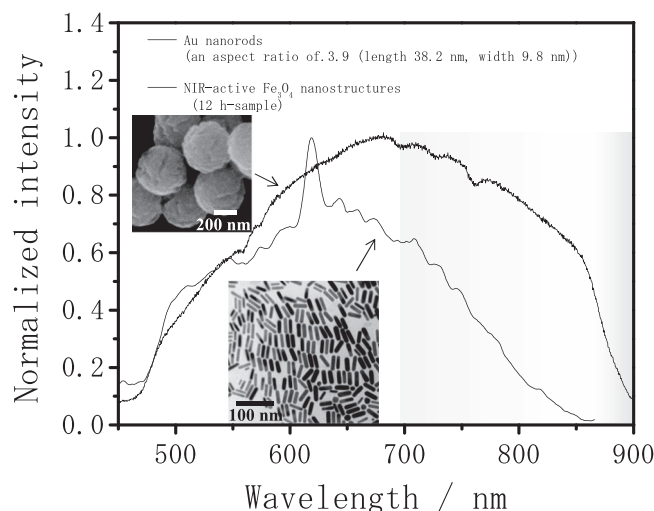 1.4
1.2
1.0
0.8
0.6
0.4
0.2
0.0
Normalized intensity
Au nanorods
(an aspect ratio of.3.9 (length 38.2 nm, width 9.8 nm))
NIR-active Fe₃O₄ nanostructures
(12 h-sample)
200 nm
100 nm
500 600 700 800 900
Wavelength / nm